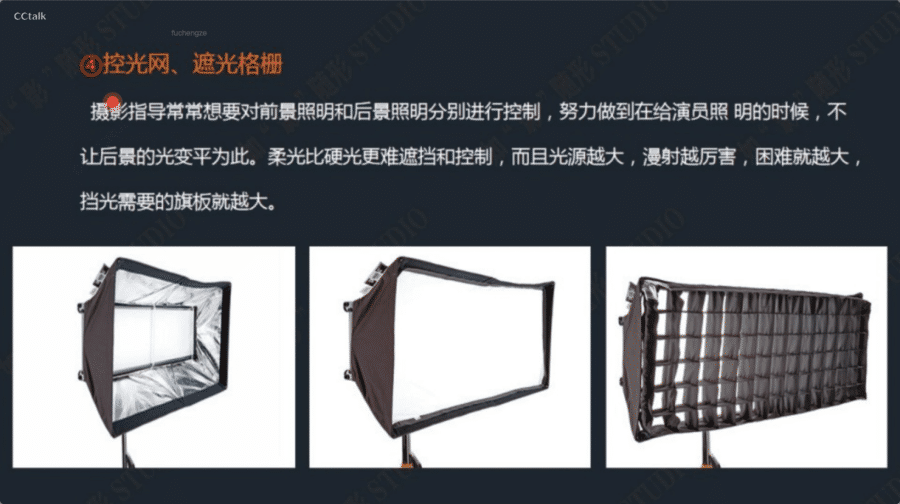 CCtalk
fuchengze
④控光网、遮光格栅
摄影指导常常想要对前景照明和后景照明分别进行控制，努力做到在给演员照 明的时候，不
让后景的光变平为此。柔光比硬光更难遮挡和控制，而且光源越大，漫射越厉害，困难就越大，
挡光需要的旗板就越大。